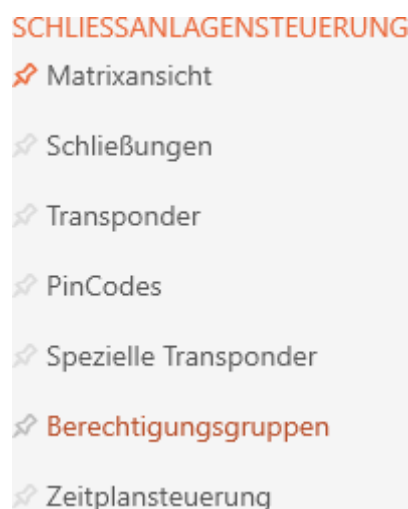 SCHLIESSANLAGENSTEUERUNG
Matrixansicht
Schließungen
Transponder
PinCodes
Spezielle Transponder
Berechtigungsgruppen
Zeitplansteuerung